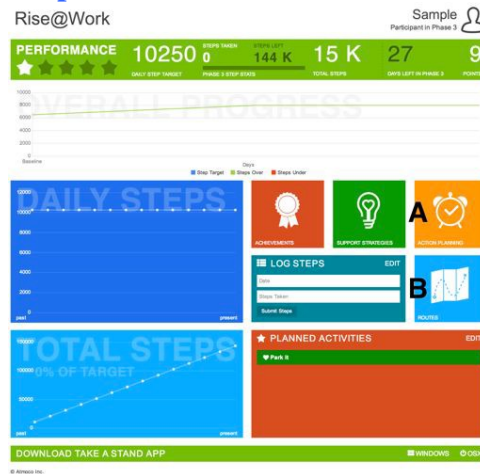 Rise@Work
Sample
Participant in Phase 3
PERFORMANCE
10250
DAILY STEP TARGET
STEPS TAKEN
0
STEPS LEFT
144 K
PHASE 3 STEP STATS
15 K
TOTAL STEPS
27
DAYS LEFT IN PHASE 3
9
POINTS
OVERALL PROGRESS
10000
8000
6000
4000
2000
0
Baseline
Days
Step Target
Steps Over
Steps Under
DAILY STEPS
12000
10000
8000
6000
4000
2000
0
past
present
ACHIEVEMENTS
SUPPORT STRATEGIES
A
ACTION PLANNING
LOG STEPS
EDIT
Date
Steps Taken
Submit Steps
B
ROUTES
TOTAL STEPS
0% OF TARGET
150000
100000
50000
0
past
present
PLANNED ACTIVITIES
EDIT
Park it
DOWNLOAD TAKE A STAND APP
WINDOWS
OSX